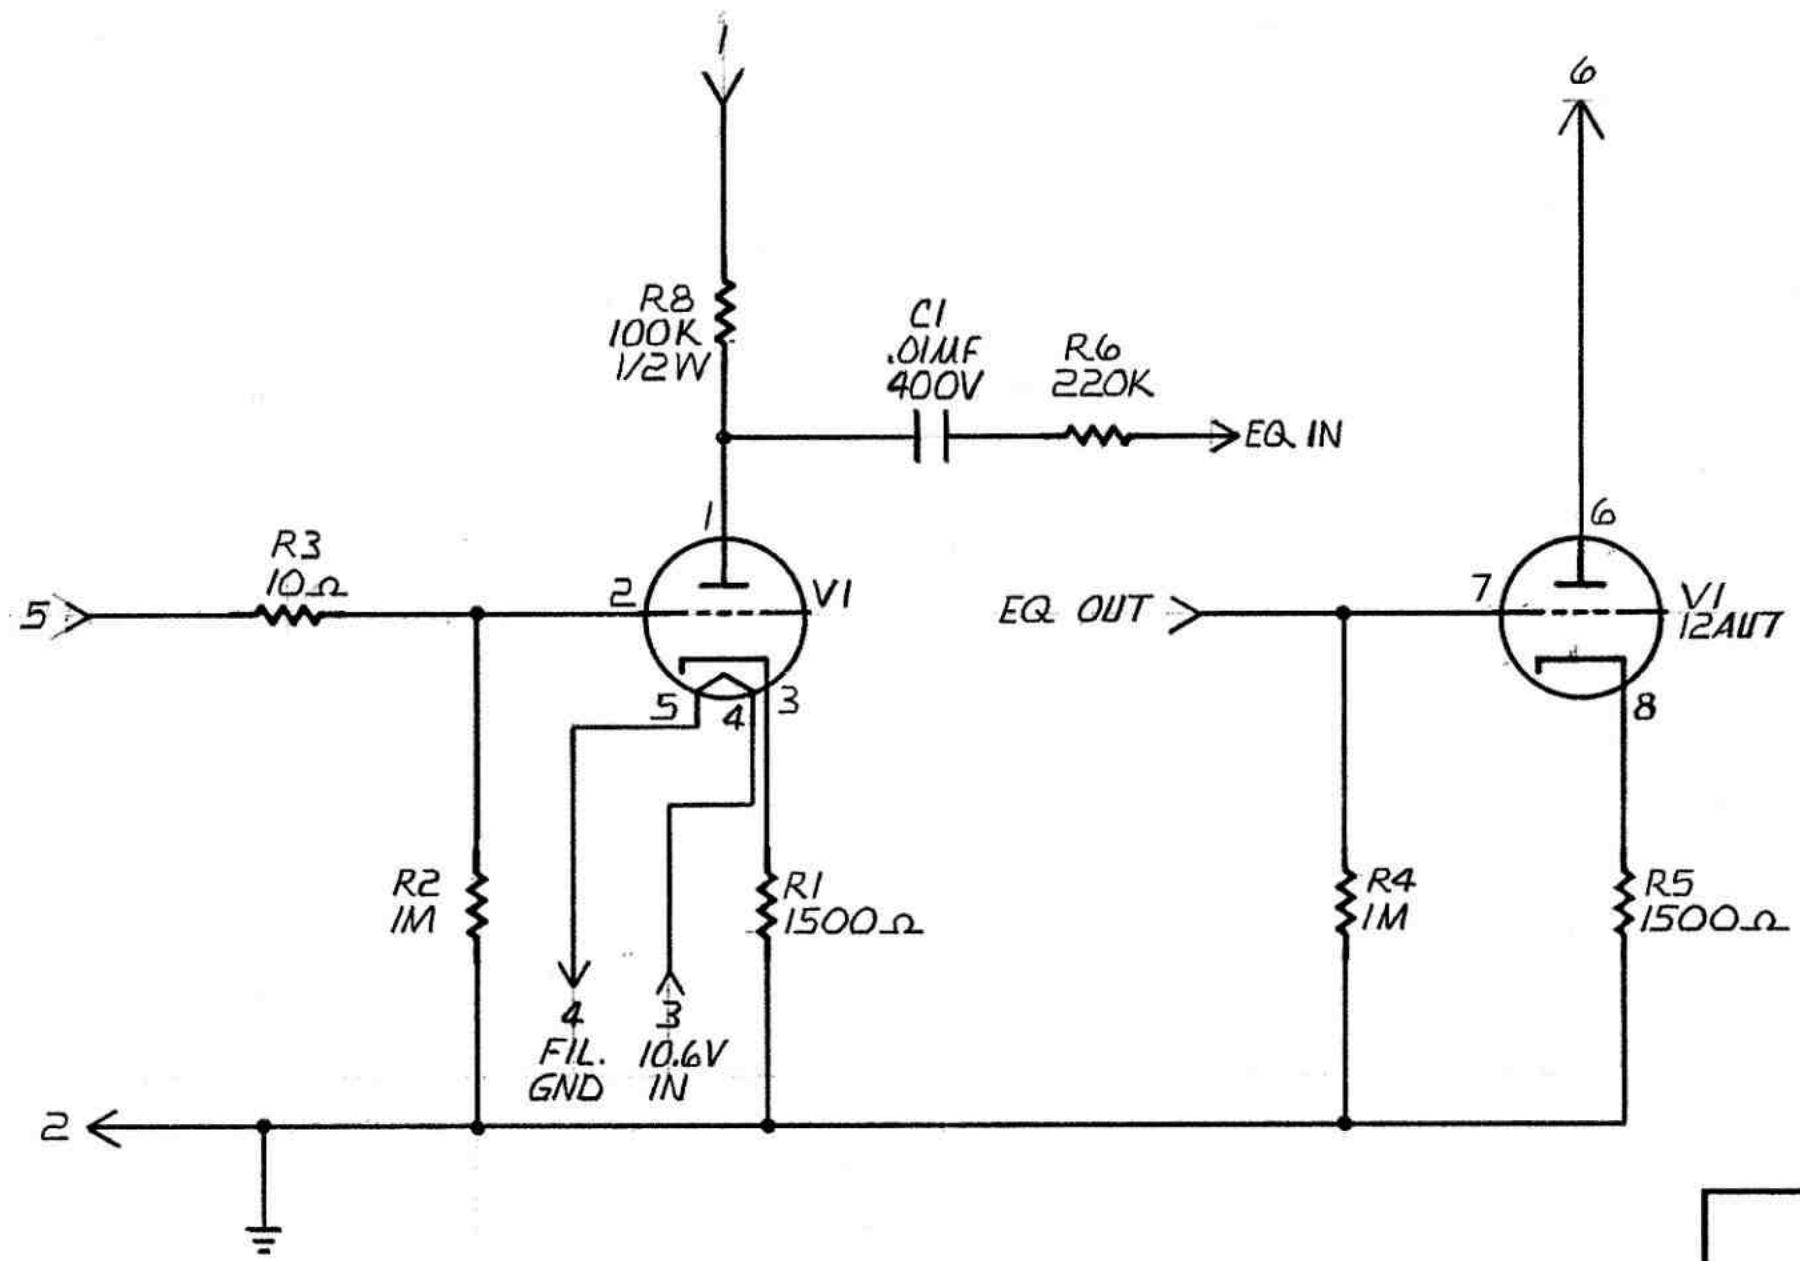 1
6
R8
100K
1/2W
C1
.01MF
400V
R6
220K
EQ IN
1
6
R3
10Ω
5
2
V1
EQ OUT
7
V1
12AU7
5
4
3
8
R2
1M
R1
1500Ω
R4
1M
R5
1500Ω
4
FIL.
GND
3
10.6V
IN
2